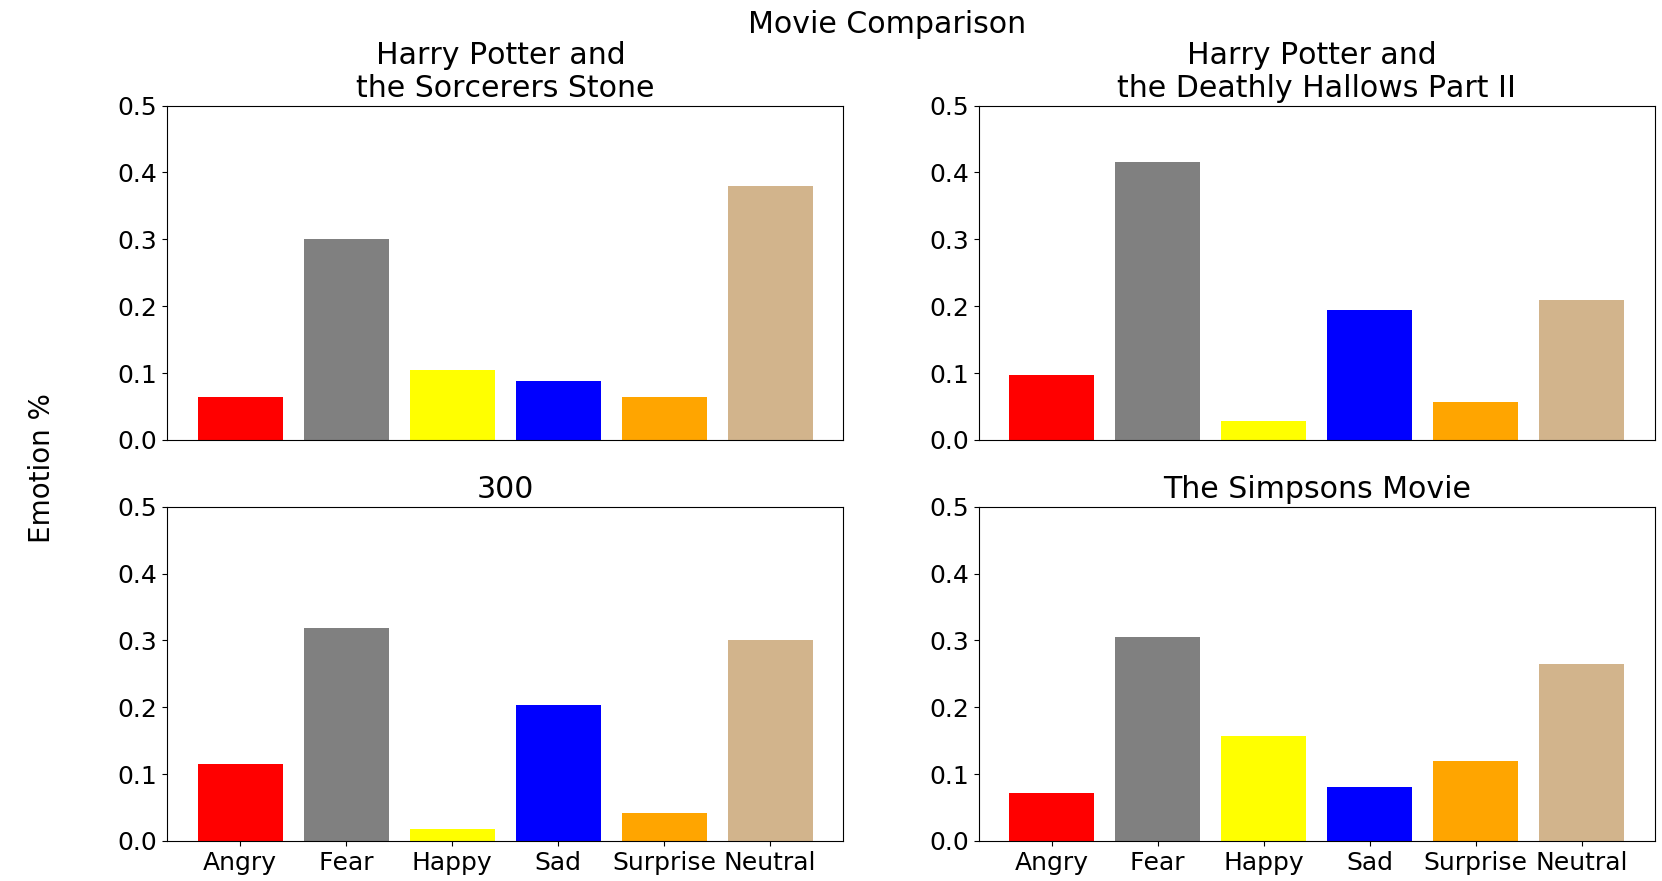 Movie Comparison
Harry Potter and
the Sorcerers Stone
0.5
0.4
0.3
0.2
0.1
0.0
Harry Potter and
the Deathly Hallows Part II
0.5
0.4
0.3
0.2
0.1
0.0
Emotion %
300
0.5
0.4
0.3
0.2
0.1
0.0
Angry Fear Happy Sad Surprise Neutral
The Simpsons Movie
0.5
0.4
0.3
0.2
0.1
0.0
Angry Fear Happy Sad Surprise Neutral